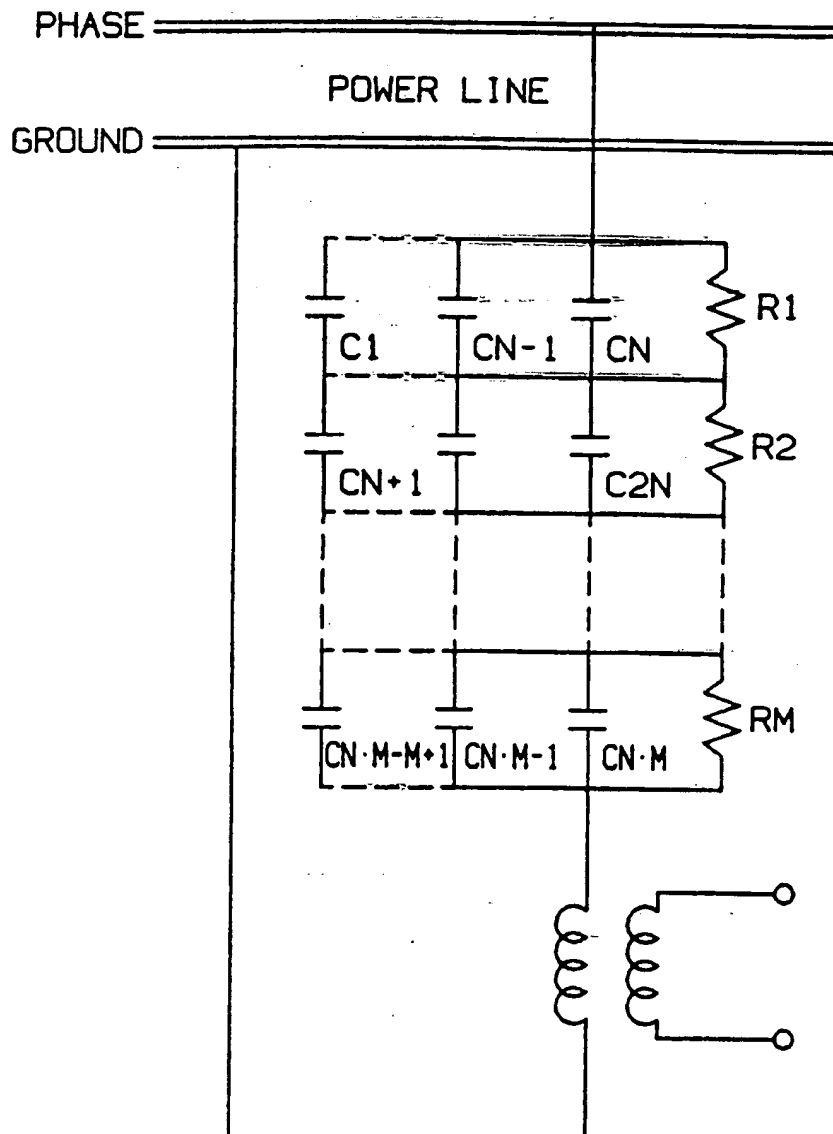 PHASE
POWER LINE
GROUND
R1
C1
CN-1
CN
R2
CN+1
C2N
RM
CN·M-M+1
CN·M-1
CN·M